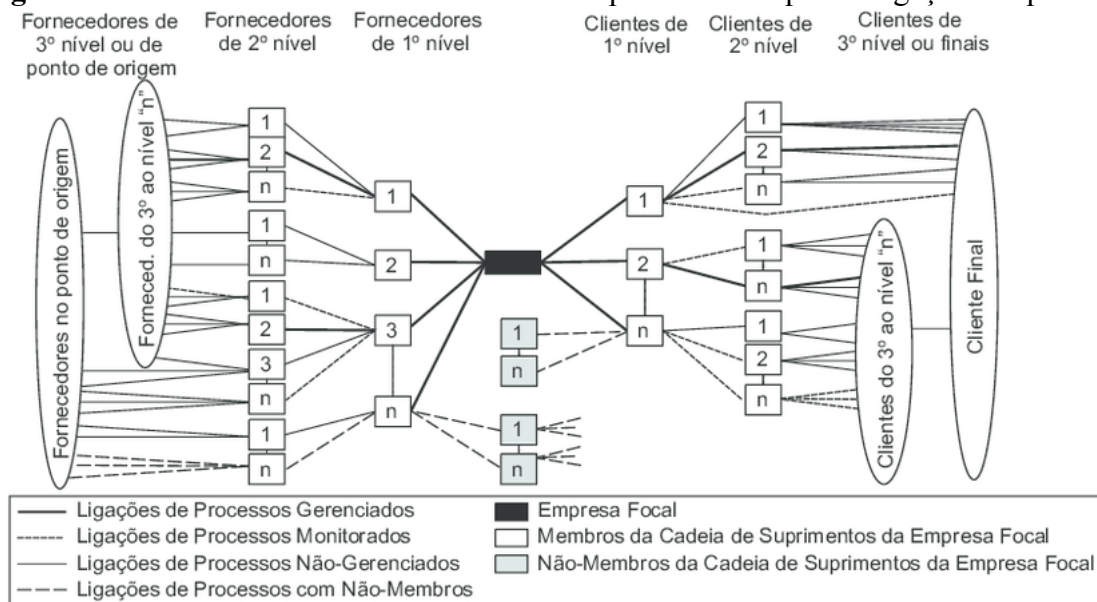 Fornecedores de
3º nível ou de
ponto de origem
Fornecedores
de 2º nível
Fornecedores
de 1º nível
Clientes de
1º nível
Clientes de
2º nível
Clientes de
3º nível ou finais
Fornecedores no ponto de origem
Forneced. do 3º ao nível "n"
1
2
n
1
n
1
2
3
n
1
n
1
2
3
n
1
n
1
n
1
2
n
1
2
n
1
n
1
2
n
Clientes do 3º ao nível "n"
Cliente Final
Ligações de Processos Gerenciados
Ligações de Processos Monitorados
Ligações de Processos Não-Gerenciados
Ligações de Processos com Não-Membros
Empresa Focal
Membros da Cadeia de Suprimentos da Empresa Focal
Não-Membros da Cadeia de Suprimentos da Empresa Focal